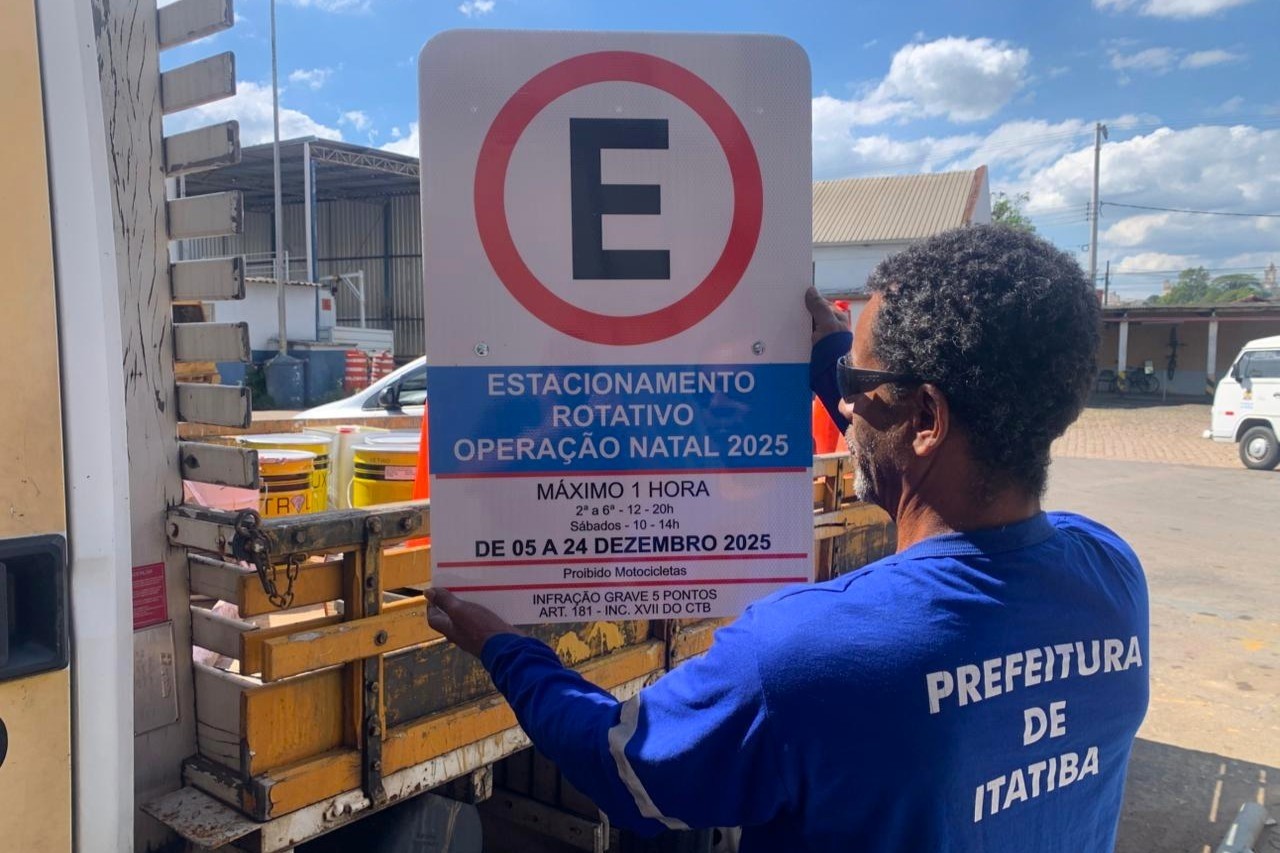 E
ESTACIONAMENTO
ROTATIVO
OPERAÇÃO NATAL 2025
MÁXIMO 1 HORA
2ª a 6ª - 12 - 20h
Sábados - 10 - 14h
DE 05 A 24 DEZEMBRO 2025
Proibido Motocicletas
INFRAÇÃO GRAVE 5 PONTOS
ART. 181 - INC. XVII DO CTB
PREFEITURA
DE
ITATIBA